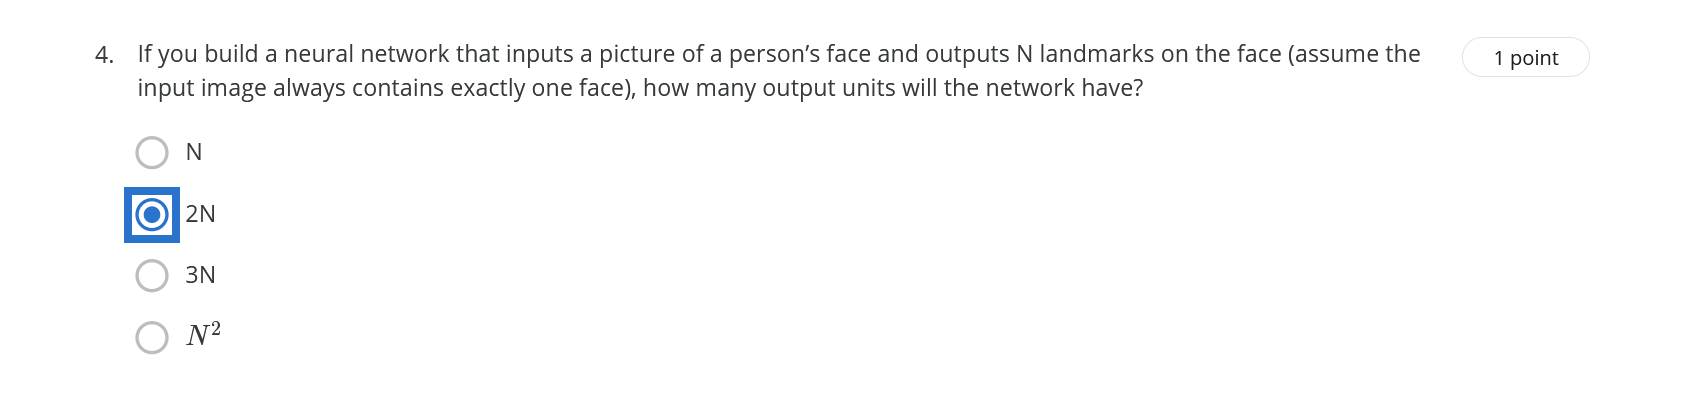 4. If you build a neural network that inputs a picture of a person’s face and outputs N landmarks on the face (assume the
input image always contains exactly one face), how many output units will the network have?
1 point
N
2N
3N
N²